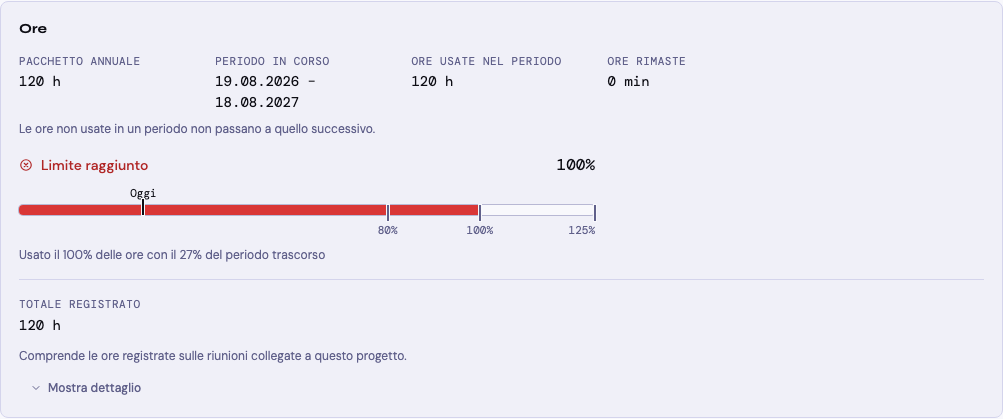 Ore
PACCHETTO ANNUALE
120 h
PERIODO IN CORSO
19.08.2026 –
18.08.2027
ORE USATE NEL PERIODO
120 h
ORE RIMASTE
0 min
Le ore non usate in un periodo non passano a quello successivo.
Limite raggiunto
100%
Oggi
80%
100%
125%
Usato il 100% delle ore con il 27% del periodo trascorso
TOTALE REGISTRATO
120 h
Comprende le ore registrate sulle riunioni collegate a questo progetto.
Mostra dettaglio